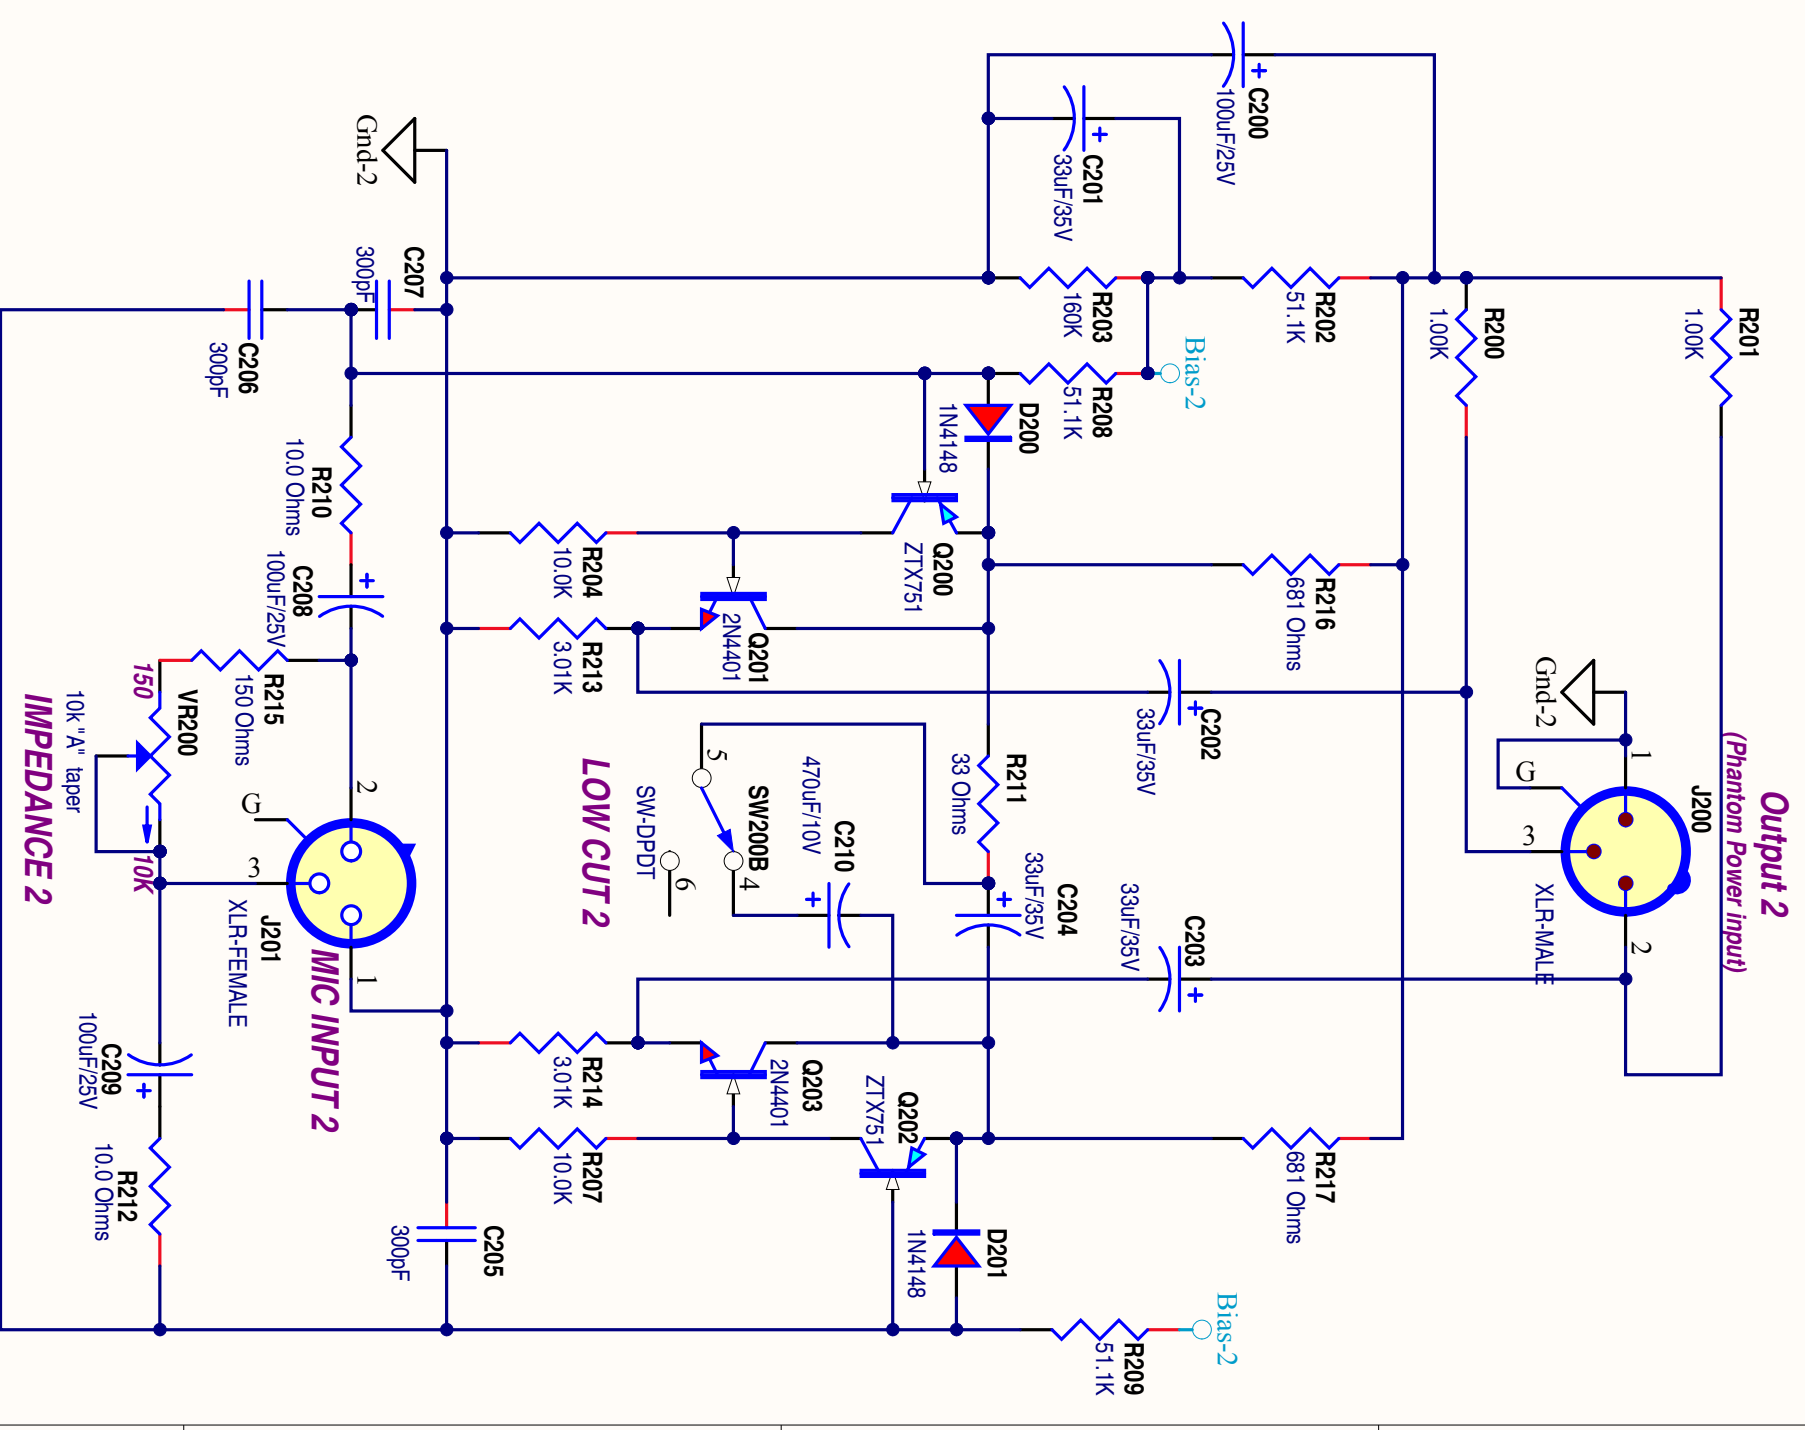 Output 2
(Phantom Power input)
R201
1.00K
J200
XLR-MALE
1
G
3
2
Gnd-2
R200
1.00K
C200
100uF/25V
C201
33uF/35V
R202
51.1K
R203
160K
Bias-2
R208
51.1K
D200
1N4148
Q200
ZTX751
R216
681 Ohms
C202
33uF/35V
C203
33uF/35V
R217
681 Ohms
Bias-2
R209
51.1K
R211
33 Ohms
C204
33uF/35V
D201
1N4148
Q202
ZTX751
Q201
2N4401
Q203
2N4401
C210
470uF/10V
SW200B
5
4
6
SW-DPDT
LOW CUT 2
R204
10.0K
R213
3.01K
R214
3.01K
R207
10.0K
C205
300pF
Gnd-2
C207
300pF
C206
300pF
R210
10.0 Ohms
C208
100uF/25V
R215
150 Ohms
2
G
3
1
MIC INPUT 2
J201
XLR-FEMALE
150
VR200
10K
10k "A" taper
IMPEDANCE 2
C209
100uF/25V
R212
10.0 Ohms